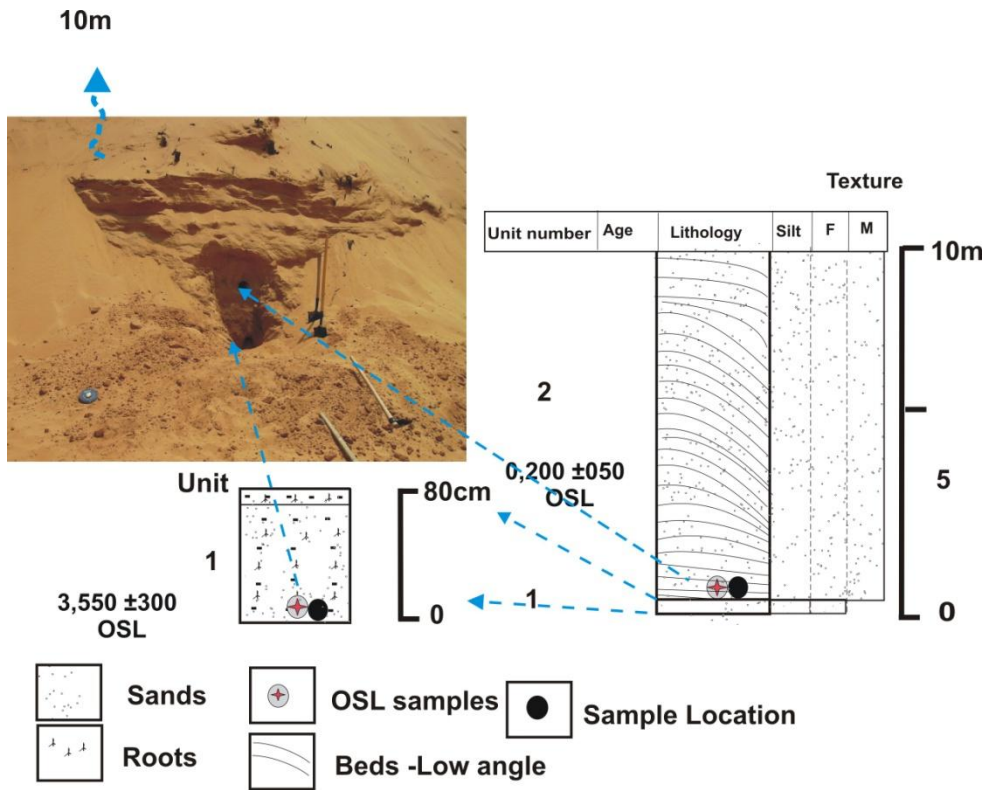 10m
Texture
Unit number Age Lithology Silt F M
10m
2
5
0,200 ±050
OSL
Unit
80cm
1
3,550 ±300
OSL
0
1
0
Sands
OSL samples
Sample Location
Roots
Beds -Low angle